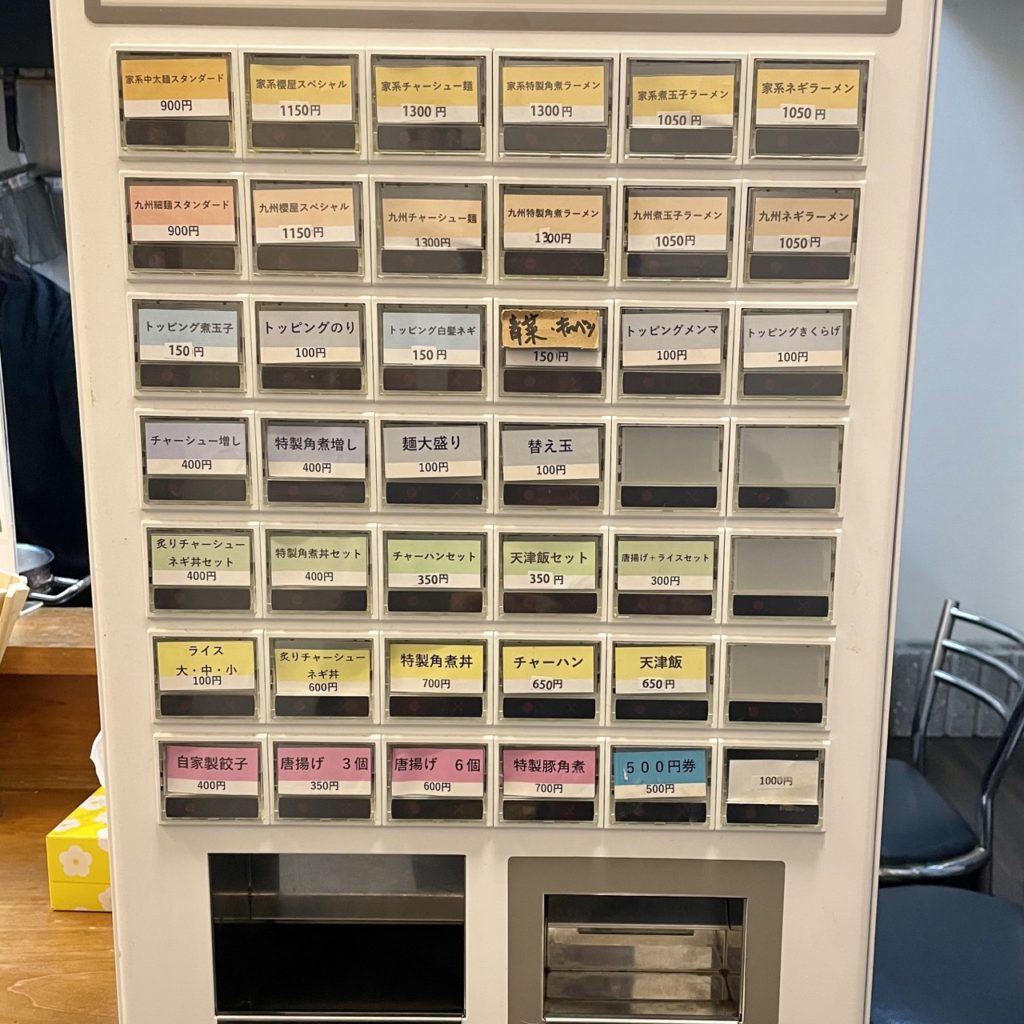 家系中太麺スタンダード
900円
家系櫻屋スペシャル
1150円
家系チャーシュー麺
1300円
家系特製角煮ラーメン
1300円
家系煮玉子ラーメン
1050円
家系ネギラーメン
1050円
九州細麺スタンダード
900円
九州櫻屋スペシャル
1150円
九州チャーシュー麺
1300円
九州特製角煮ラーメン
1300円
九州煮玉子ラーメン
1050円
九州ネギラーメン
1050円
トッピング煮玉子
150円
トッピングのり
100円
トッピング白髪ネギ
150円
青菜・キャベツ
150円
トッピングメンマ
100円
トッピングきくらげ
100円
チャーシュー増し
400円
特製角煮増し
400円
麺大盛り
100円
替え玉
100円
炙りチャーシュー
ネギ丼セット
400円
特製角煮丼セット
400円
チャーハンセット
350円
天津飯セット
350円
唐揚げ+ライスセット
300円
ライス
大・中・小
100円
炙りチャーシュー
ネギ丼
600円
特製角煮丼
700円
チャーハン
650円
天津飯
650円
自家製餃子
400円
唐揚げ 3個
350円
唐揚げ 6個
600円
特製豚角煮
700円
500円券
500円
1000円